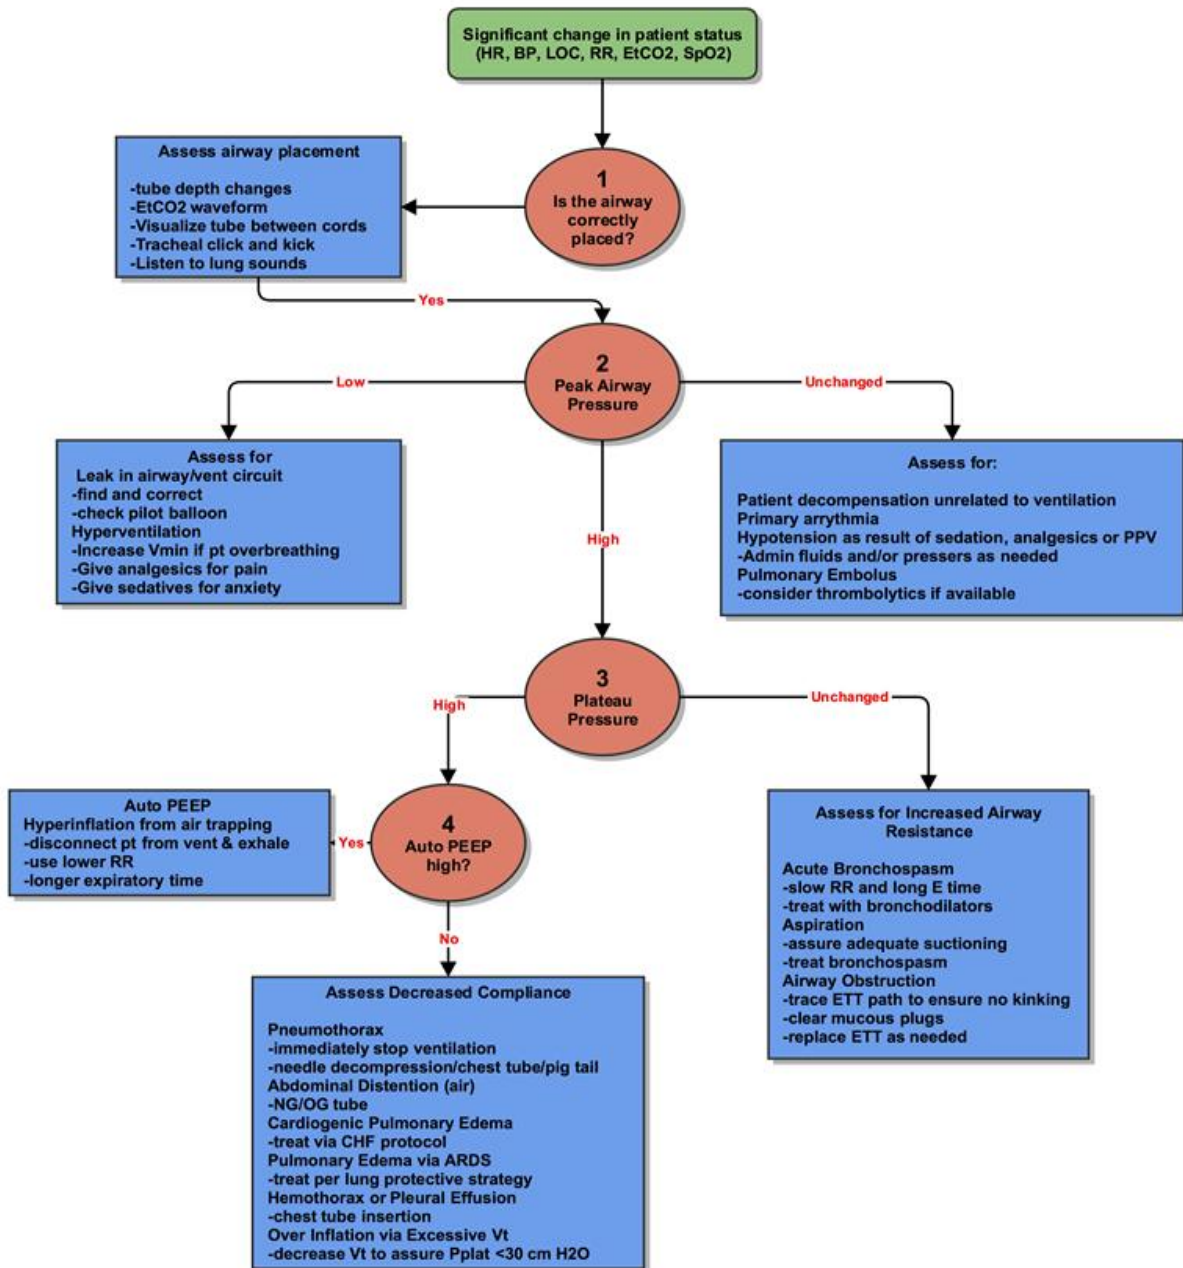 Significant change in patient status
(HR, BP, LOC, RR, EtCO2, SpO2)
1
Is the airway
correctly
placed?
Assess airway placement
-tube depth changes
-EtCO2 waveform
-Visualize tube between cords
-Tracheal click and kick
-Listen to lung sounds
Yes
2
Peak Airway
Pressure
Low
Unchanged
High
Assess for
Leak in airway/vent circuit
-find and correct
-check pilot balloon
Hyperventilation
-Increase Vmin if pt overbreathing
-Give analgesics for pain
-Give sedatives for anxiety
Assess for:
Patient decompensation unrelated to ventilation
Primary arrythmia
Hypotension as result of sedation, analgesics or PPV
-Admin fluids and/or pressers as needed
Pulmonary Embolus
-consider thrombolytics if available
3
Plateau
Pressure
High
Unchanged
4
Auto PEEP
high?
Yes
No
Auto PEEP
Hyperinflation from air trapping
-disconnect pt from vent & exhale
-use lower RR
-longer expiratory time
Assess for Increased Airway
Resistance
Acute Bronchospasm
-slow RR and long E time
-treat with bronchodilators
Aspiration
-assure adequate suctioning
-treat bronchospasm
Airway Obstruction
-trace ETT path to ensure no kinking
-clear mucous plugs
-replace ETT as needed
Assess Decreased Compliance
Pneumothorax
-immediately stop ventilation
-needle decompression/chest tube/pig tail
Abdominal Distention (air)
-NG/OG tube
Cardiogenic Pulmonary Edema
-treat via CHF protocol
Pulmonary Edema via ARDS
-treat per lung protective strategy
Hemothorax or Pleural Effusion
-chest tube insertion
Over Inflation via Excessive Vt
-decrease Vt to assure Pplat <30 cm H2O